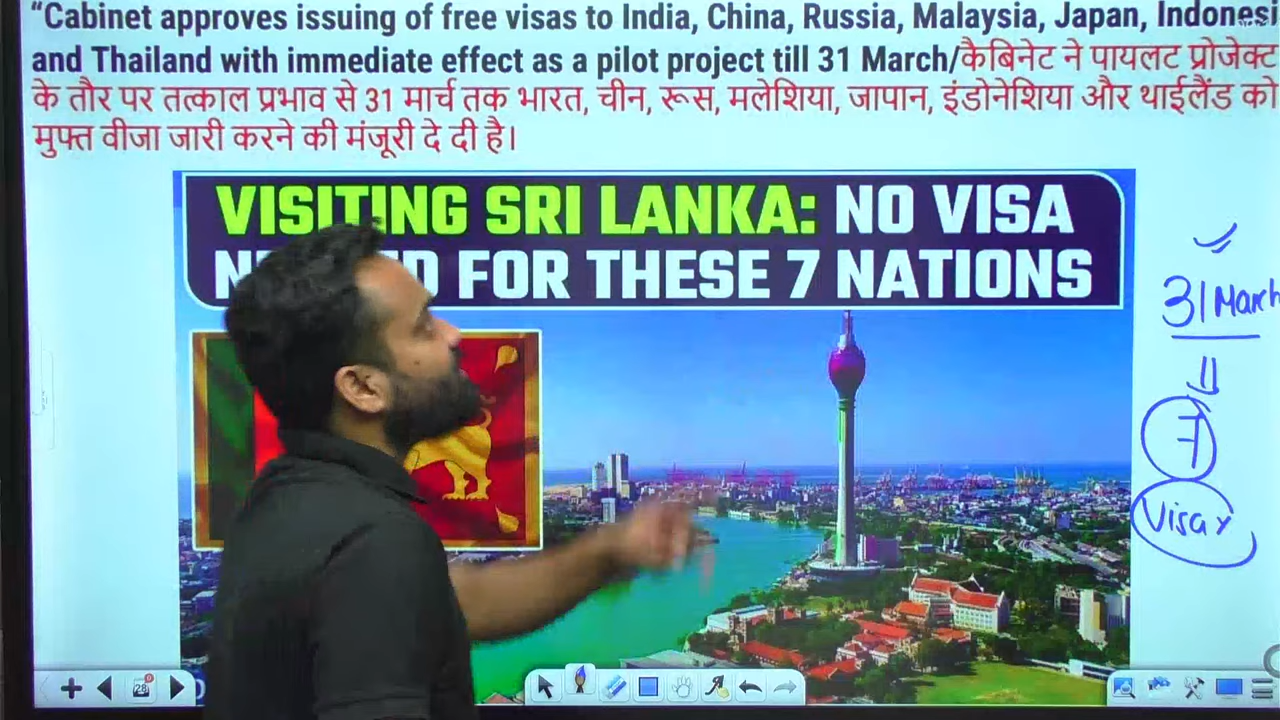 “Cabinet approves issuing of free visas to India, China, Russia, Malaysia, Japan, Indonesi
and Thailand with immediate effect as a pilot project till 31 March/कैबिनेट ने पायलट प्रोजेक्ट
के तौर पर तत्काल प्रभाव से 31 मार्च तक भारत, चीन, रूस, मलेशिया, जापान, इंडोनेशिया और थाईलैंड को
मुफ्त वीजा जारी करने की मंजूरी दे दी है।
VISITING SRI LANKA: NO VISA
FOR THESE 7 NATIONS
31 March
7
Visa x
28